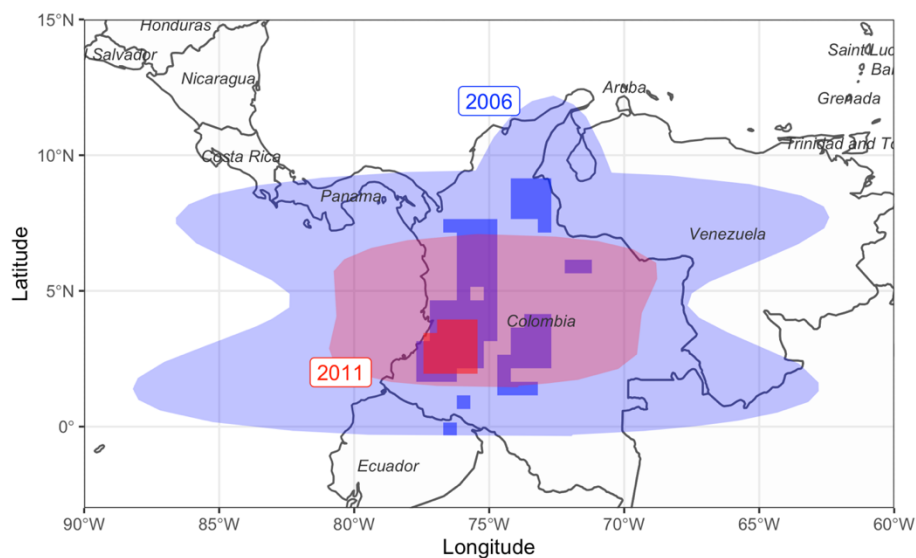 15°N
Honduras
Salvador
Saint Luc
Nicaragua
Bar
2006
Aruba
Grenada
10°N
Costa Rica
Trinidad and To
Panama
Venezuela
Latitude
5°N
Colombia
2011
0°
Ecuador
90°W 85°W 80°W 75°W 70°W 65°W 60°W
Longitude